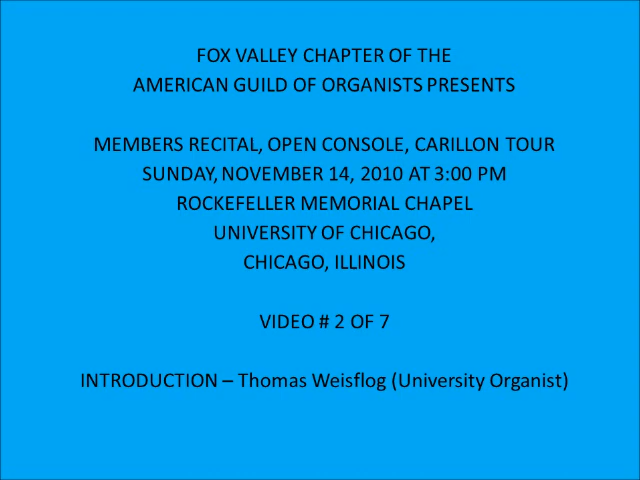 FOX VALLEY CHAPTER OF THE
AMERICAN GUILD OF ORGANISTS PRESENTS
MEMBERS RECITAL, OPEN CONSOLE, CARILLON TOUR
SUNDAY, NOVEMBER 14, 2010 AT 3:00 PM
ROCKEFELLER MEMORIAL CHAPEL
UNIVERSITY OF CHICAGO,
CHICAGO, ILLINOIS
VIDEO # 2 OF 7
INTRODUCTION – Thomas Weisflog (University Organist)